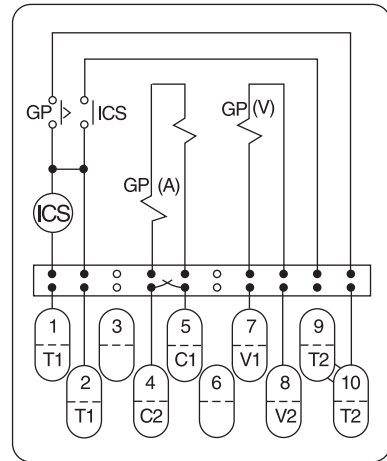 GP ICS
GP (V)
GP (A)
ICS
1 3 5 7 9
T1 C1 V1 T2
2 4 6 8 10
T1 C2 V2 T2